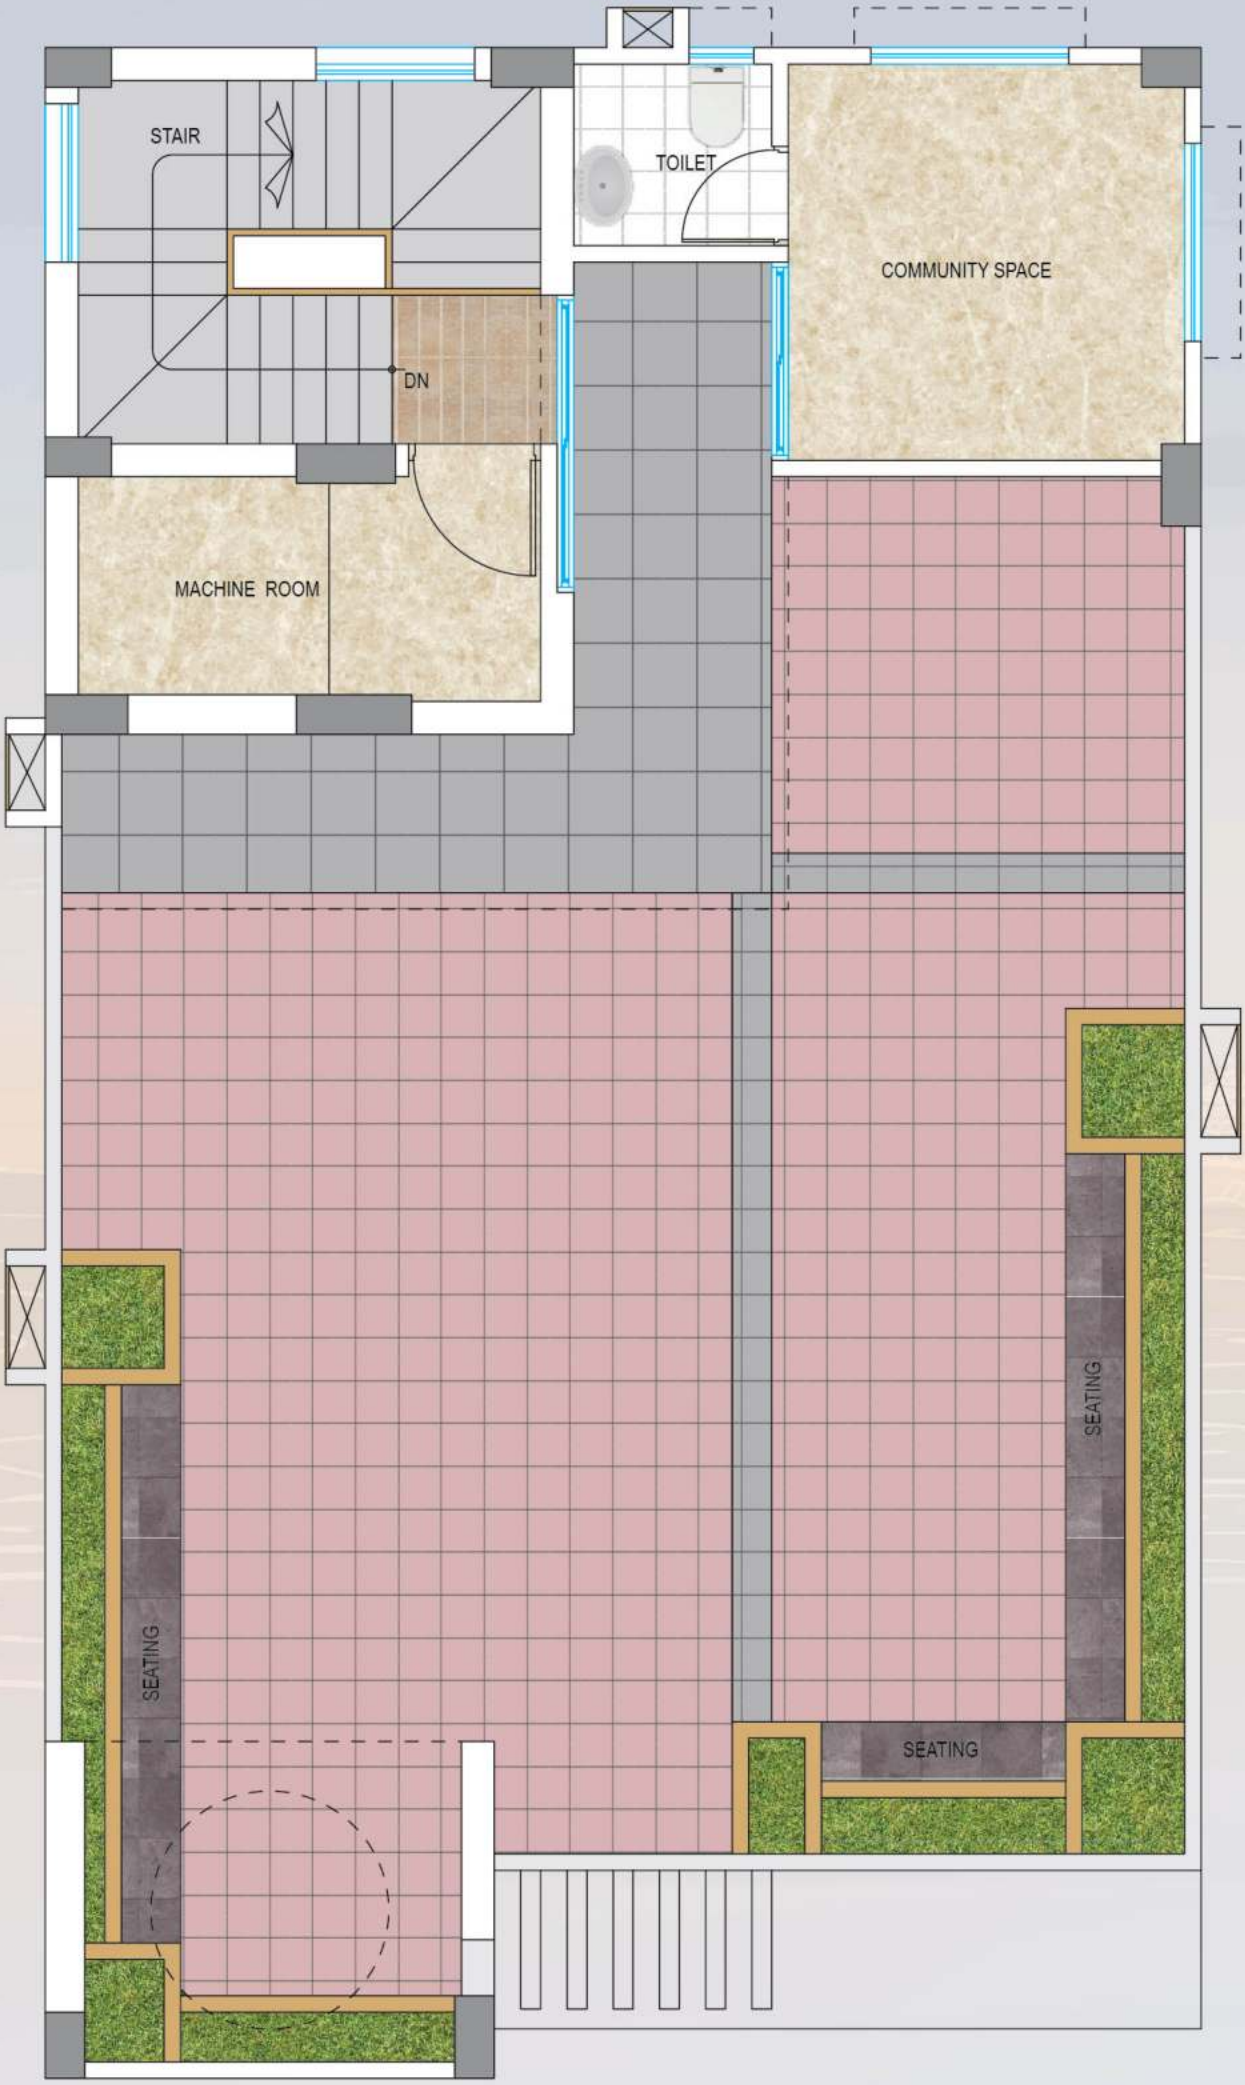 STAIR
TOILET
COMMUNITY SPACE
DN
MACHINE ROOM
SEATING
SEATING
SEATING